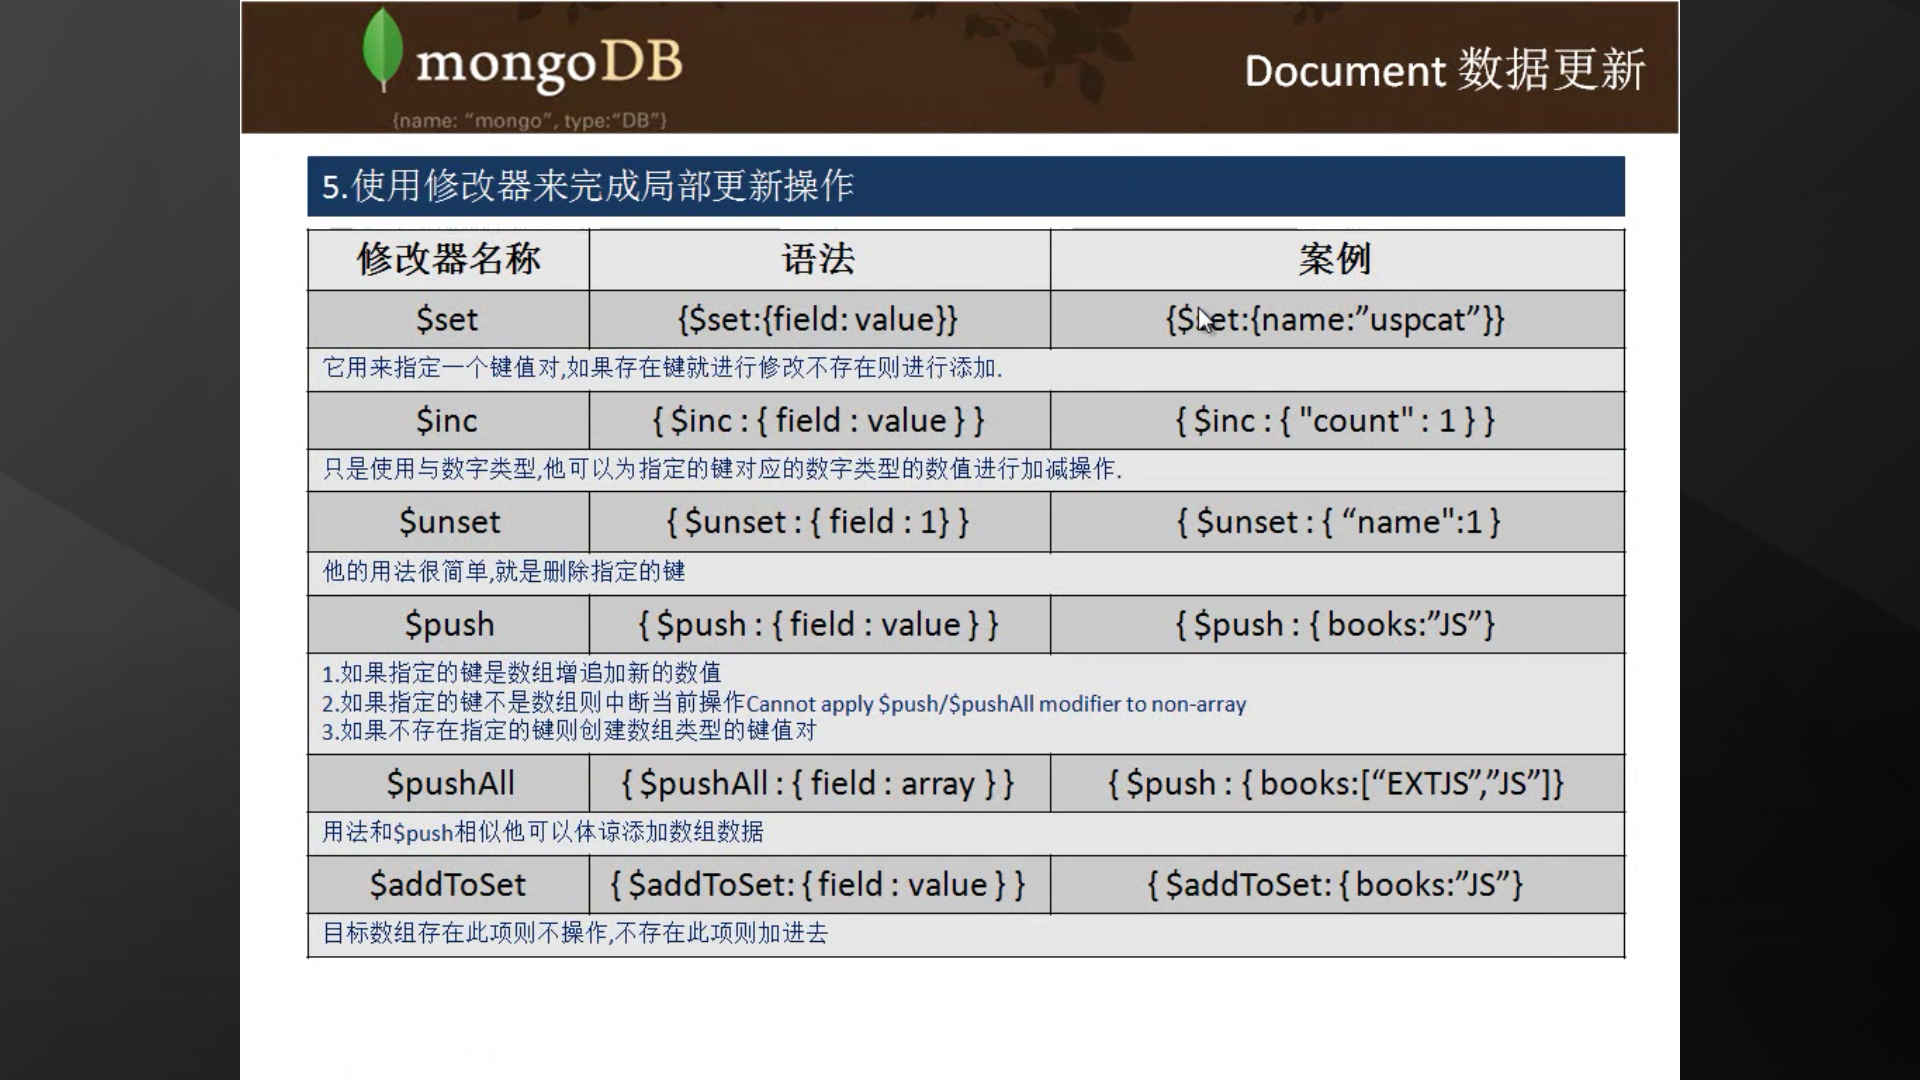 mongoDB
{name: “mongo”, type:“DB”}
Document 数据更新
5.使用修改器来完成局部更新操作
修改器名称 语法 案例
$set {$set:{field: value}} {$set:{name:”uspcat”}}
它用来指定一个键值对,如果存在键就进行修改不存在则进行添加.
$inc { $inc : { field : value } } { $inc : { "count" : 1 } }
只是使用与数字类型,他可以为指定的键对应的数字类型的数值进行加减操作.
$unset { $unset : { field : 1} } { $unset : { “name":1 }
他的用法很简单,就是删除指定的键
$push { $push : { field : value } } { $push : { books:”JS”}
1.如果指定的键是数组增追加新的数值
2.如果指定的键不是数组则中断当前操作Cannot apply $push/$pushAll modifier to non-array
3.如果不存在指定的键则创建数组类型的键值对
$pushAll { $pushAll : { field : array } } { $push : { books:[“EXTJS”,”JS”]}
用法和$push相似他可以体谅添加数组数据
$addToSet { $addToSet: { field : value } } { $addToSet: { books:”JS”}
目标数组存在此项则不操作,不存在此项则加进去